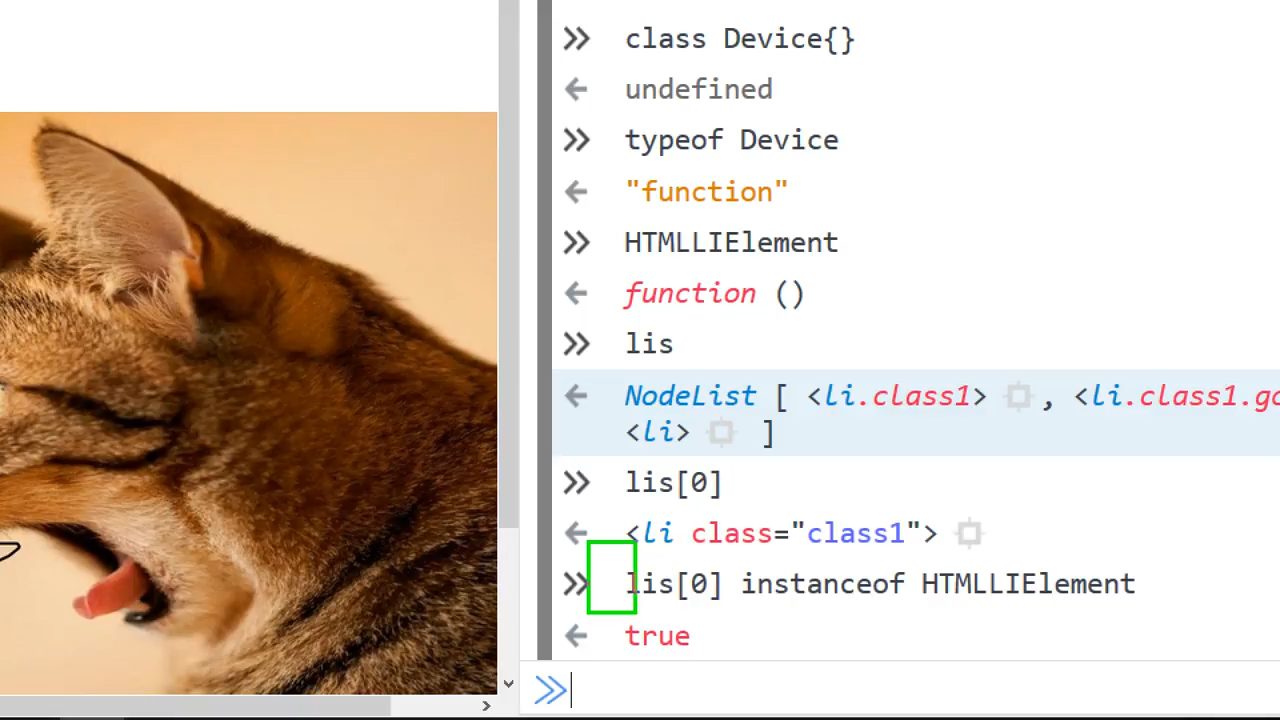 class Device{}
undefined
typeof Device
"function"
HTMLLIElement
function ()
lis
NodeList [ <li.class1> , <li.class1.go
<li> ]
lis[0]
<li class="class1">
lis[0] instanceof HTMLLIElement
true